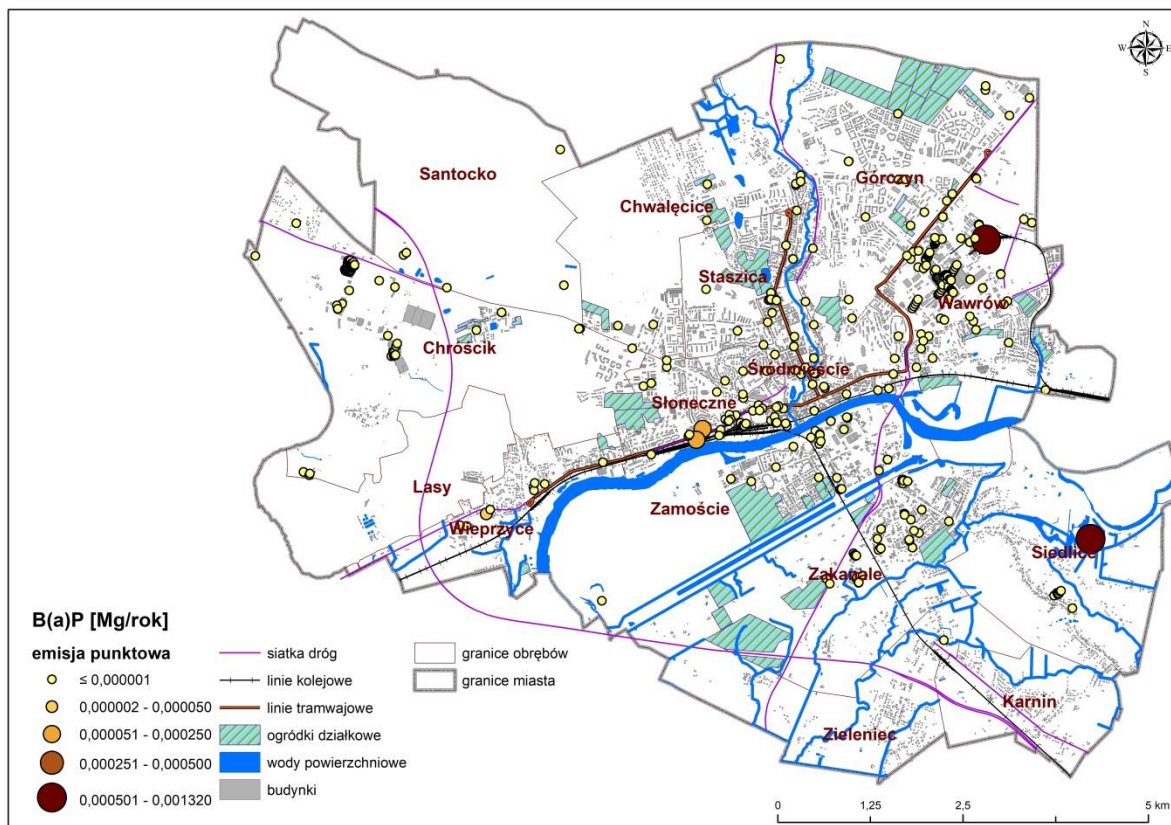 N
W E
S
Santocko
Górczyn
Chwalęcice
Staszica
Wawrów
Chróścik
Śródmieście
Słoneczne
Lasy
Zamoście
Wieprzyce
Siedlice
Zakanale
Karnin
Zieleniec
B(a)P [Mg/rok]
emisja punktowa
≤ 0,000001
0,000002 - 0,000050
0,000051 - 0,000250
0,000251 - 0,000500
0,000501 - 0,001320
siatka dróg
linie kolejowe
linie tramwajowe
ogródki działkowe
wody powierzchniowe
budynki
granice obrębów
granice miasta
0 1,25 2,5 5 km